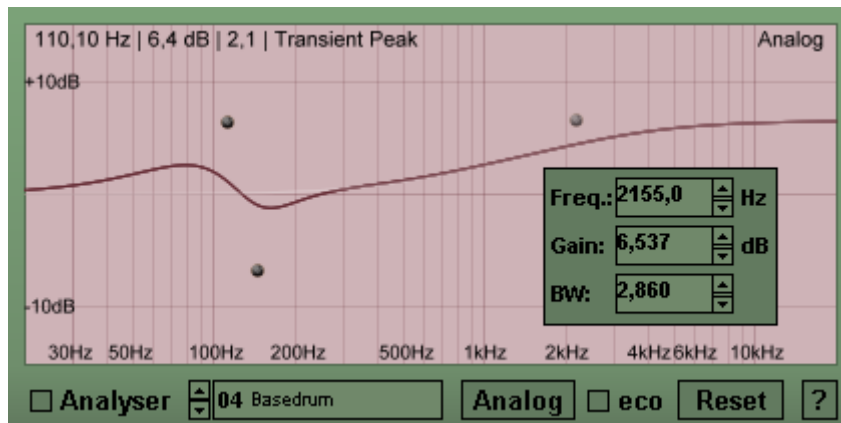 110,10 Hz | 6,4 dB | 2,1 | Transient Peak Analog
+10dB
Freq.: 2155,0 Hz
Gain: 6,537 dB
BW: 2,860
-10dB
30Hz 50Hz 100Hz 200Hz 500Hz 1kHz 2kHz 4kHz 6kHz 10kHz
Analyser 04 Basedrum Analog eco Reset ?